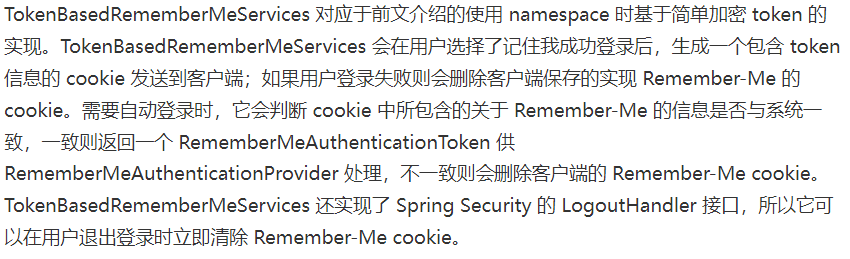 TokenBasedRememberMeServices 对应于前文介绍的使用 namespace 时基于简单加密 token 的
实现。TokenBasedRememberMeServices 会在用户选择了记住我成功登录后，生成一个包含 token
信息的 cookie 发送到客户端；如果用户登录失败则会删除客户端保存的实现 Remember-Me 的
cookie。需要自动登录时，它会判断 cookie 中所包含的关于 Remember-Me 的信息是否与系统一
致，一致则返回一个 RememberMeAuthenticationToken 供
RememberMeAuthenticationProvider 处理，不一致则会删除客户端的 Remember-Me cookie。
TokenBasedRememberMeServices 还实现了 Spring Security 的 LogoutHandler 接口，所以它可
以在用户退出登录时立即清除 Remember-Me cookie。